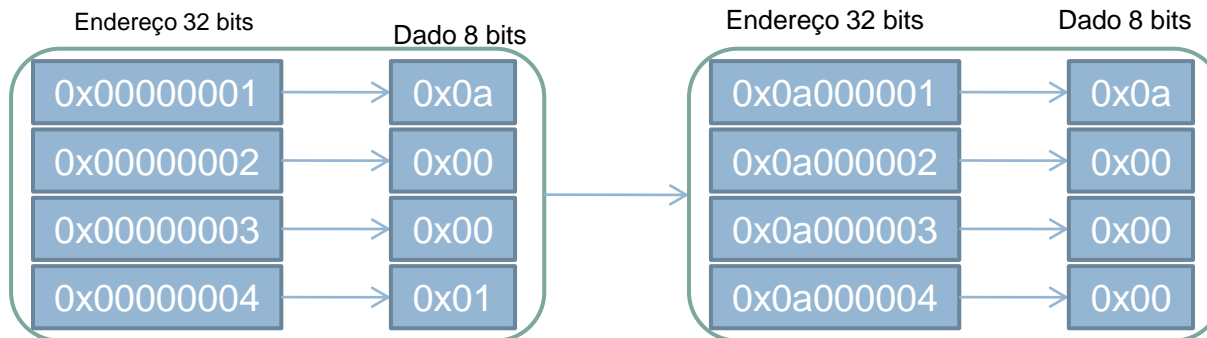 Endereço 32 bits Dado 8 bits Endereço 32 bits Dado 8 bits
0x00000001 0x0a 0x0a000001 0x0a
0x00000002 0x00 0x0a000002 0x00
0x00000003 0x00 0x0a000003 0x00
0x00000004 0x01 0x0a000004 0x00